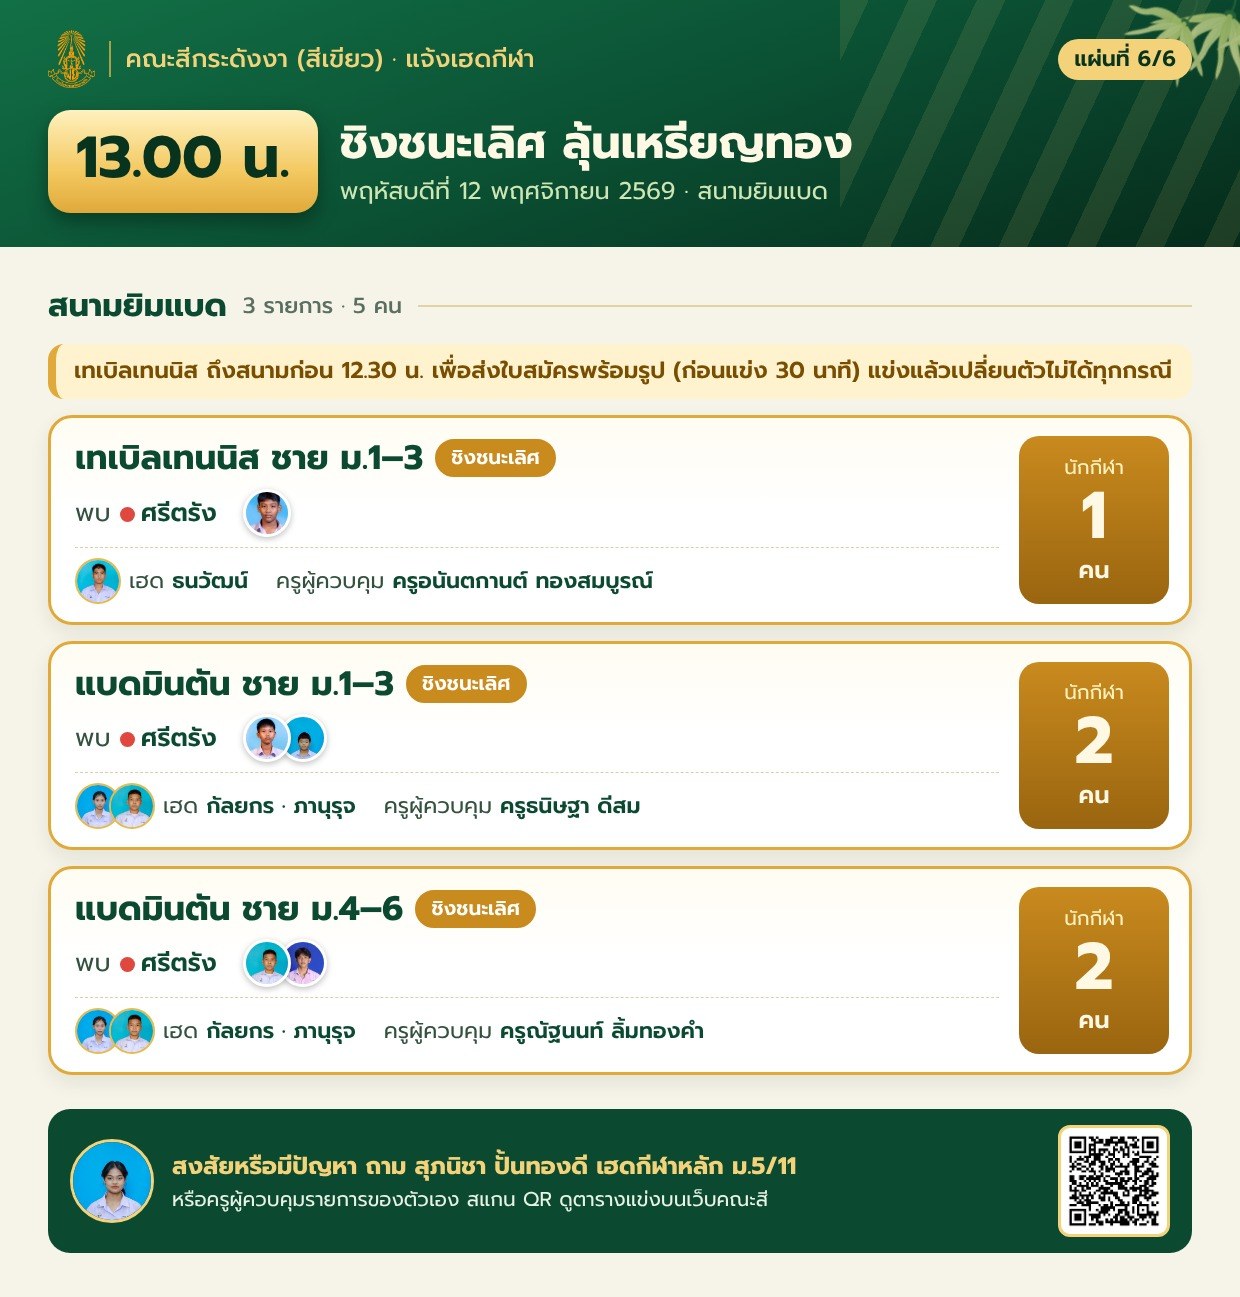 คณะสีกระดังงา (สีเขียว) · แจ้งเฮดกีฬา
แผ่นที่ 6/6
13.00 น.
ชิงชนะเลิศ ลุ้นเหรียญทอง
พฤหัสบดีที่ 12 พฤศจิกายน 2569 · สนามยิมแบด
สนามยิมแบด 3 รายการ · 5 คน
เทเบิลเทนนิส ถึงสนามก่อน 12.30 น. เพื่อส่งใบสมัครพร้อมรูป (ก่อนแข่ง 30 นาที) แข่งแล้วเปลี่ยนตัวไม่ได้ทุกกรณี
เทเบิลเทนนิส ชาย ม.1–3 ชิงชนะเลิศ
พบ ศรีตรัง
เฮด ธนวัฒน์ ครูผู้ควบคุม ครูอนันตกานต์ ทองสมบูรณ์
นักกีฬา
1
คน
แบดมินตัน ชาย ม.1–3 ชิงชนะเลิศ
พบ ศรีตรัง
เฮด กัลยกร · ภานุรุจ ครูผู้ควบคุม ครูธนิษฐา ดีสม
นักกีฬา
2
คน
แบดมินตัน ชาย ม.4–6 ชิงชนะเลิศ
พบ ศรีตรัง
เฮด กัลยกร · ภานุรุจ ครูผู้ควบคุม ครูณัฐนนท์ ลิ้มทองคำ
นักกีฬา
2
คน
สงสัยหรือมีปัญหา ถาม สุภนิชา ปั้นทองดี เฮดกีฬาหลัก ม.5/11
หรือครูผู้ควบคุมรายการของตัวเอง สแกน QR ดูตารางแข่งบนเว็บคณะสี